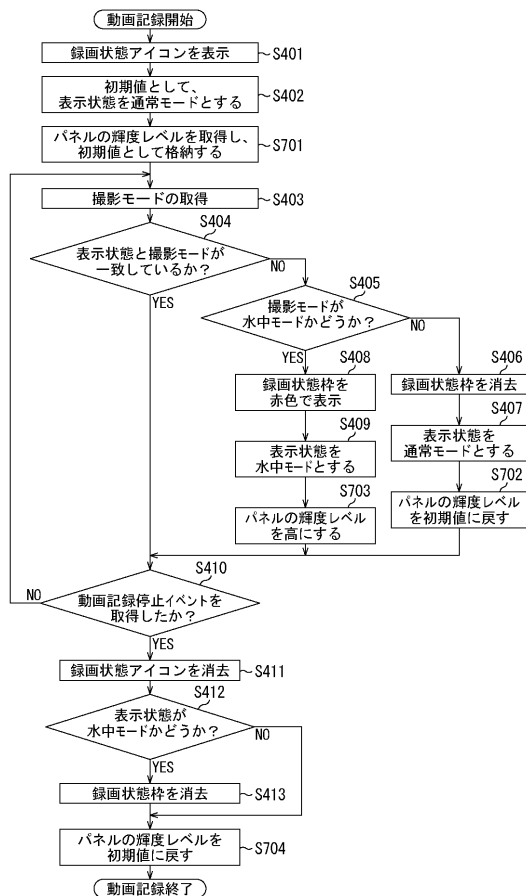 動画記録開始
録画状態アイコンを表示
S401
初期値として、
表示状態を通常モードとする
S402
パネルの輝度レベルを取得し、
初期値として格納する
S701
撮影モードの取得
S403
S404
表示状態と撮影モードが
一致しているか?
NO
YES
S405
撮影モードが
水中モードかどうか?
NO
YES
S408
録画状態枠を
赤色で表示
S406
録画状態枠を消去
S409
表示状態を
水中モードとする
S407
表示状態を
通常モードとする
S703
パネルの輝度レベル
を高にする
S702
パネルの輝度レベル
を初期値に戻す
S410
動画記録停止イベントを
取得したか?
NO
YES
録画状態アイコンを消去
S411
S412
表示状態が
水中モードかどうか?
NO
YES
録画状態枠を消去
S413
パネルの輝度レベルを
初期値に戻す
S704
動画記録終了